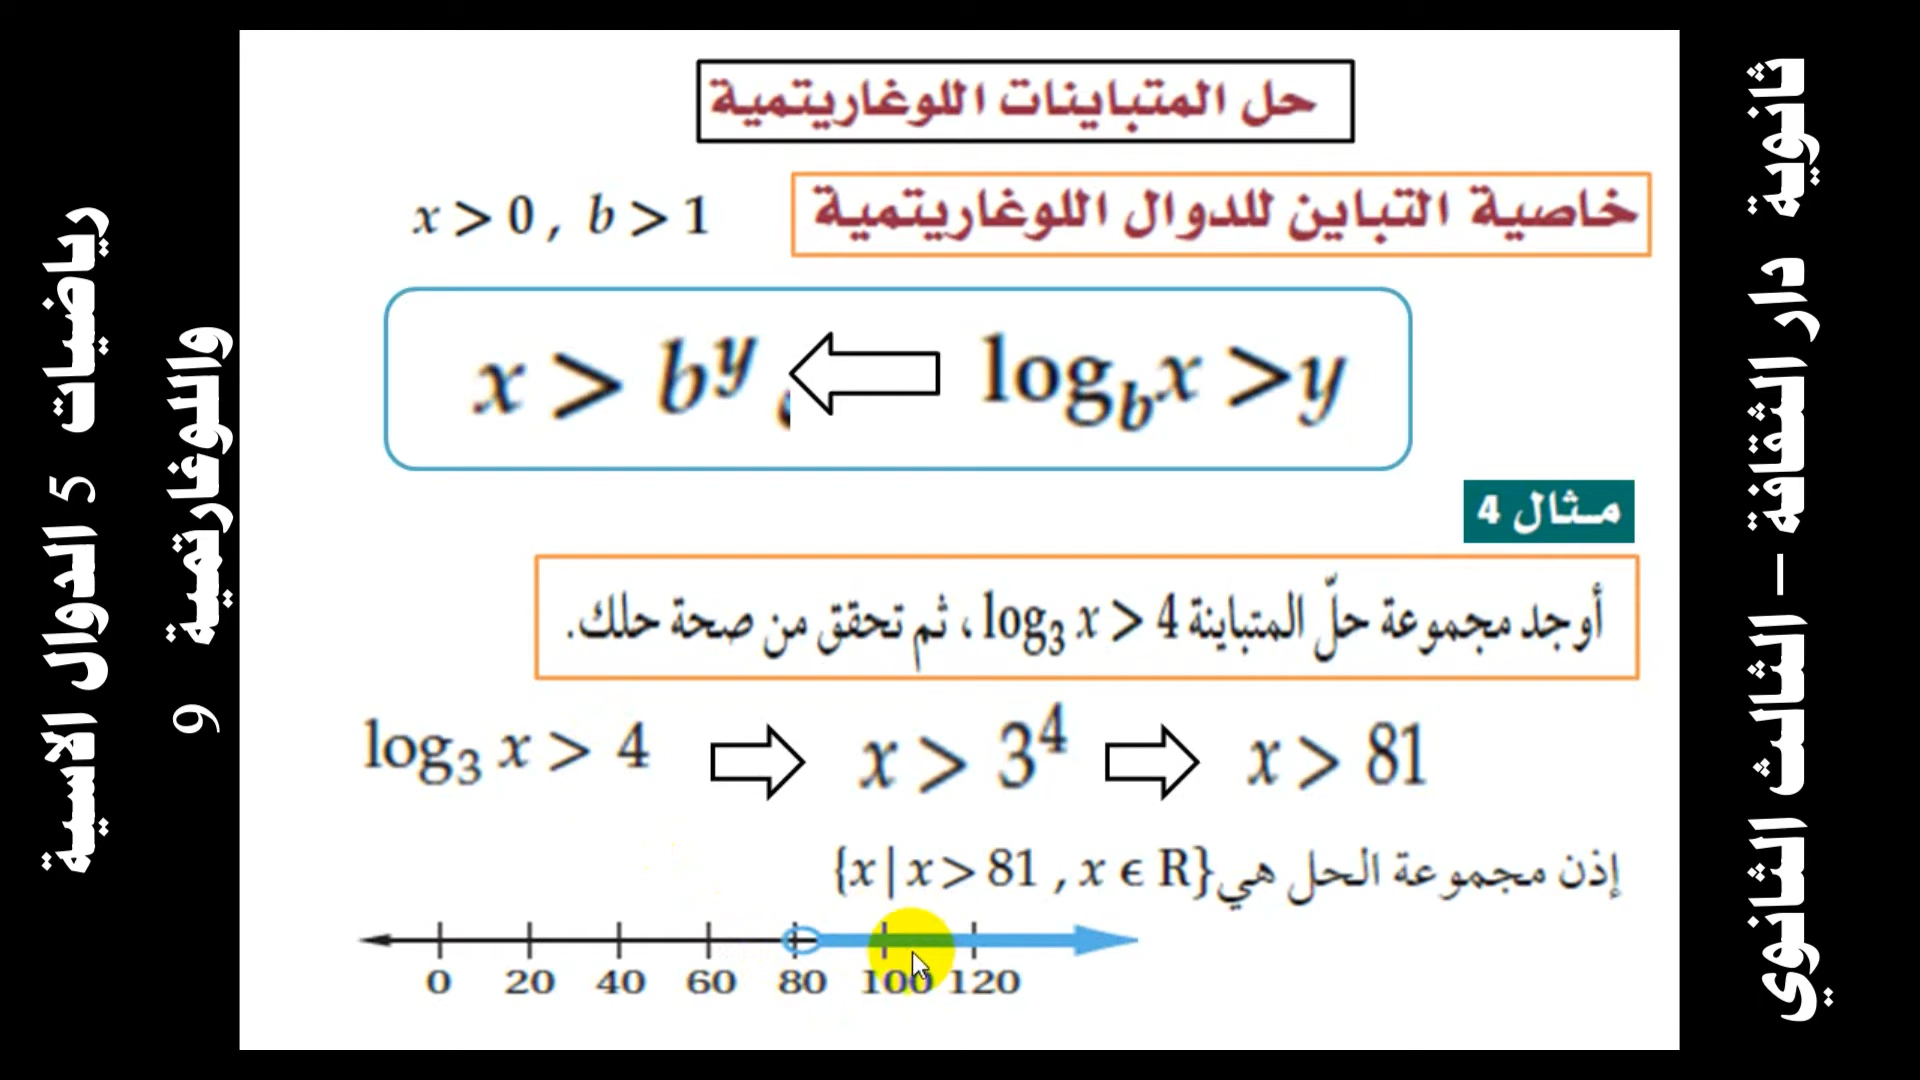 حل المتباينات اللوغاريتمية
خاصية التباين للدوال اللوغاريتمية
x > 0 , b > 1
log_b x > y
x > b^y
مثال 4
أوجد مجموعة حلّ المتباينة log₃ x > 4 ، ثم تحقق من صحة حلك.
log₃ x > 4
x > 3⁴
x > 81
إذن مجموعة الحل هي {x | x > 81 , x ϵ R}
0 20 40 60 80 100 120
ثانوية دار الثقافة – الثالث الثانوي
رياضيات 5 الدوال الاسية
واللوغارتمية 9